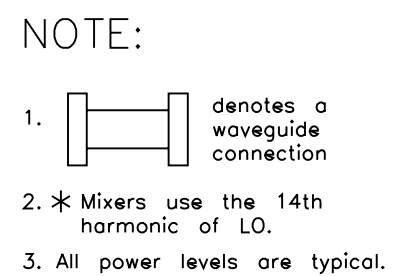 NOTE:
1. denotes a
waveguide
connection
2. * Mixers use the 14th
harmonic of LO.
3. All power levels are typical.